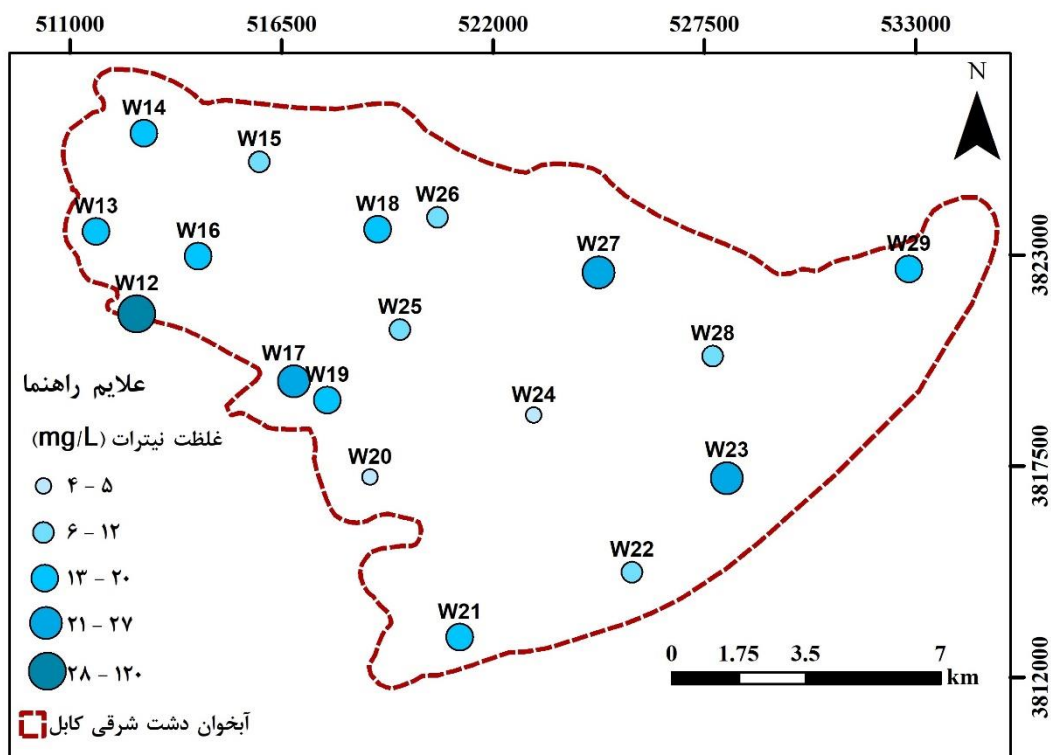 511000 516500 522000 527500 533000
N
W14
W15
W13
W18
W26
W16
W27
W29
3823000
W12
W25
W28
W17
W19
W24
W20
W23
3817500
W22
W21
3812000
علایم راهنما
غلظت نیترات (mg/L)
۴ - ۵
۶ - ۱۲
۱۳ - ۲۰
۲۱ - ۲۷
۲۸ - ۱۲۰
آبخوان دشت شرقی کابل
0 1.75 3.5 7
km